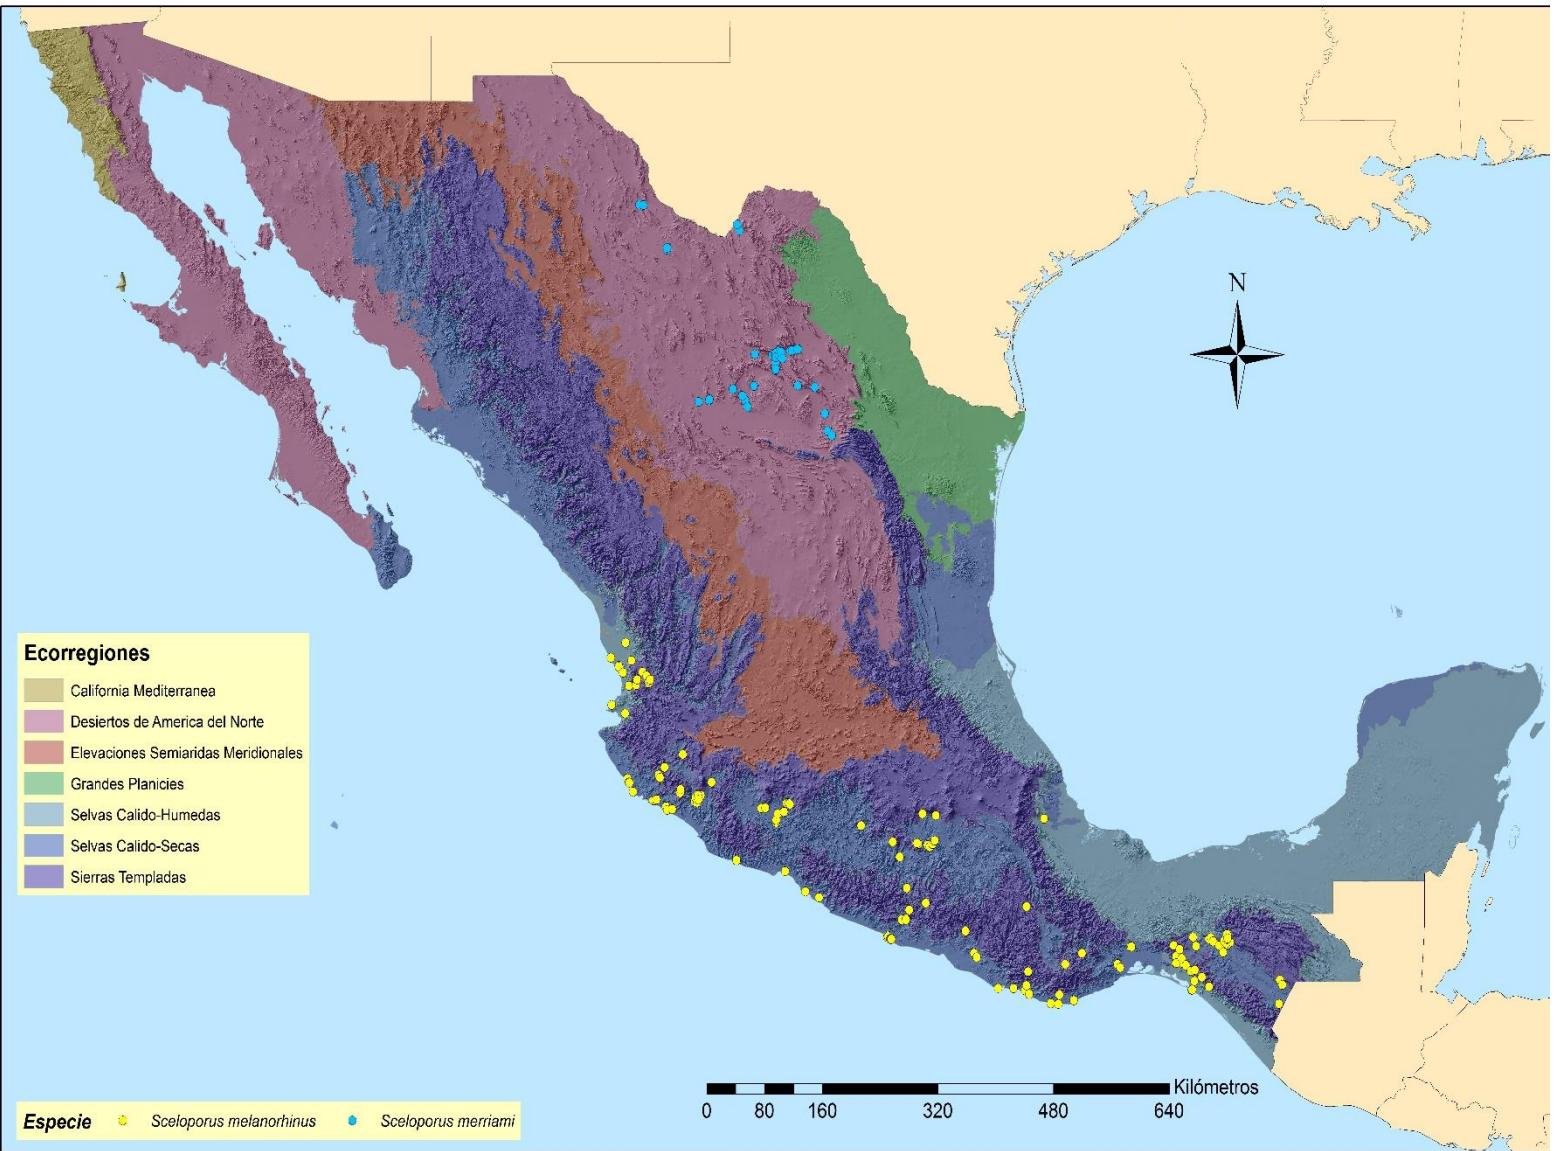 N
Ecorregiones
California Mediterranea
Desiertos de America del Norte
Elevaciones Semiaridas Meridionales
Grandes Planicies
Selvas Calido-Humedas
Selvas Calido-Secas
Sierras Templadas
Kilómetros
0 80 160 320 480 640
Especie Sceloporus melanorhinus Sceloporus merriami